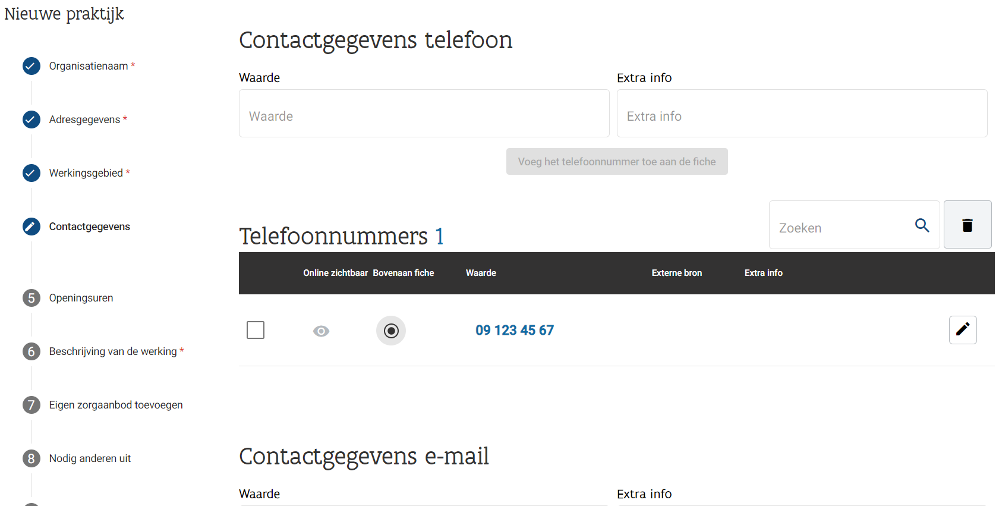 Nieuwe praktijk
Organisatienaam *
Adresgegevens *
Werkingsgebied *
Contactgegevens
5 Openingsuren
6 Beschrijving van de werking *
7 Eigen zorgaanbod toevoegen
8 Nodig anderen uit
Contactgegevens telefoon
Waarde Extra info
Waarde Extra info
Voeg het telefoonnummer toe aan de fiche
Zoeken
Telefoonnummers 1
Online zichtbaar Bovenaan fiche Waarde Externe bron Extra info
09 123 45 67
Contactgegevens e-mail
Waarde Extra info